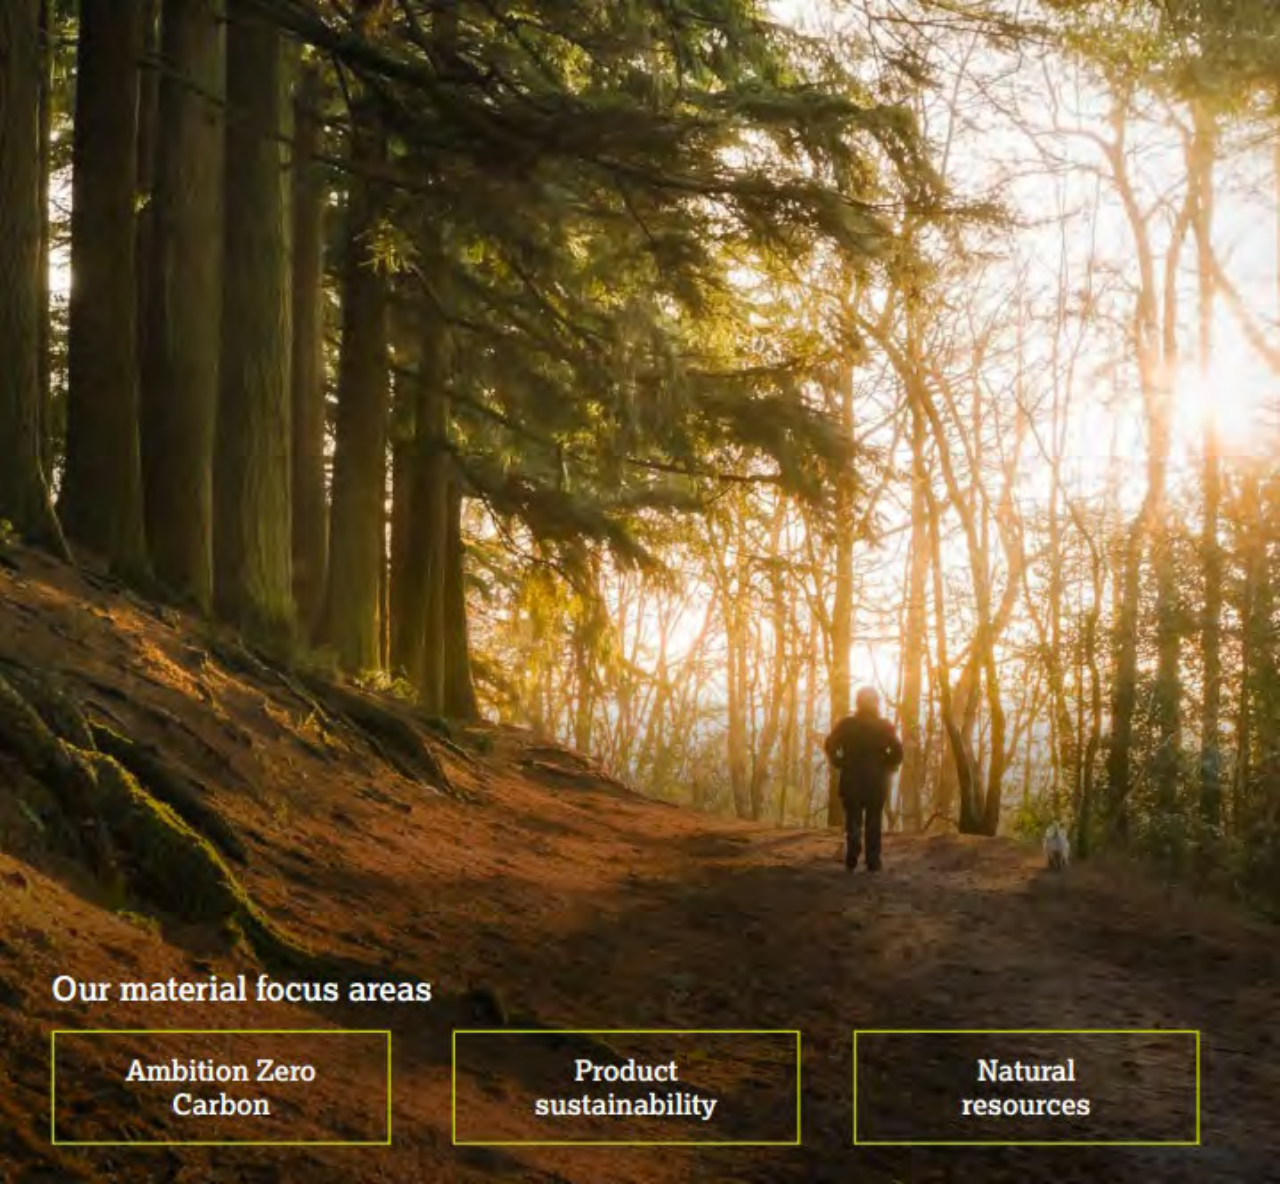 Our material focus areas
Ambition Zero
Carbon
Product
sustainability
Natural
resources